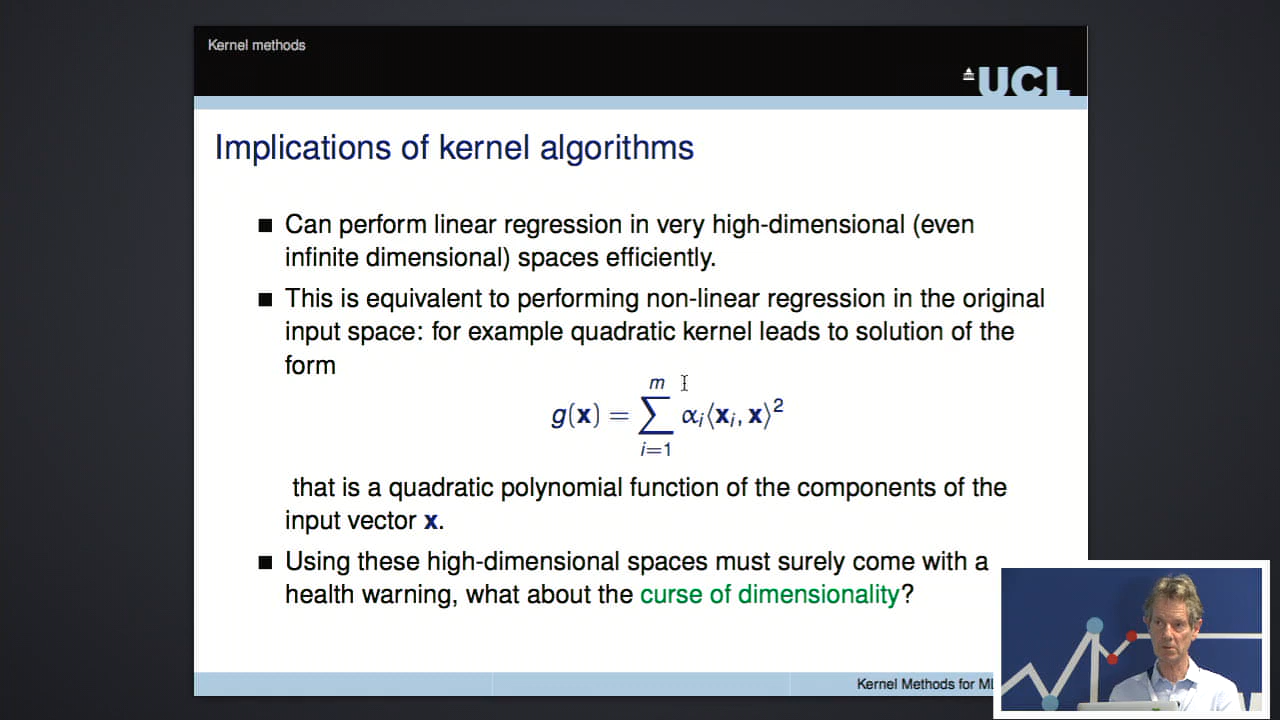 Kernel methods
UCL
Implications of kernel algorithms
Can perform linear regression in very high-dimensional (even
infinite dimensional) spaces efficiently.
This is equivalent to performing non-linear regression in the original
input space: for example quadratic kernel leads to solution of the
form
g(x) = ∑_{i=1}^{m} α_i⟨x_i, x⟩²
that is a quadratic polynomial function of the components of the
input vector x.
Using these high-dimensional spaces must surely come with a
health warning, what about the curse of dimensionality?
Kernel Methods for ML